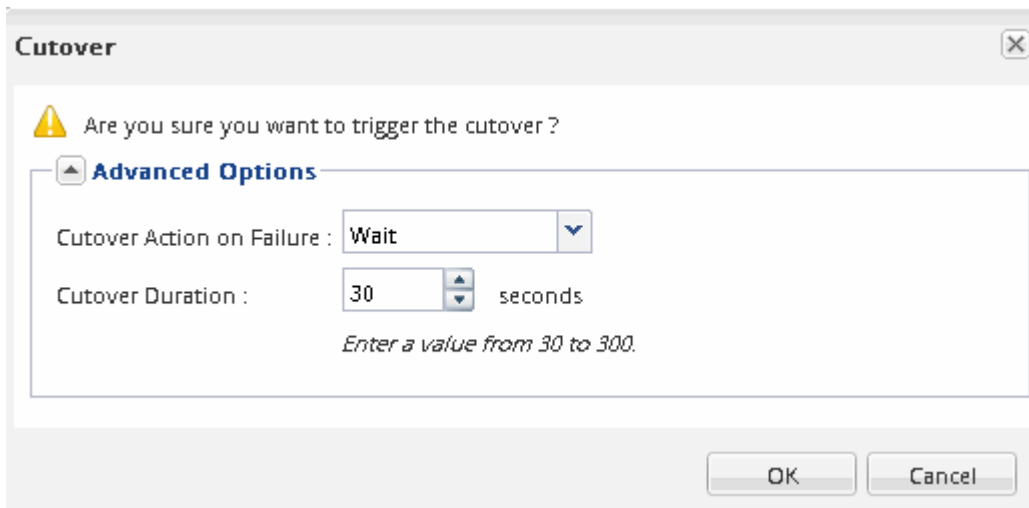 Cutover
Are you sure you want to trigger the cutover ?
Advanced Options
Cutover Action on Failure : Wait
Cutover Duration : 30 seconds
Enter a value from 30 to 300.
OK Cancel